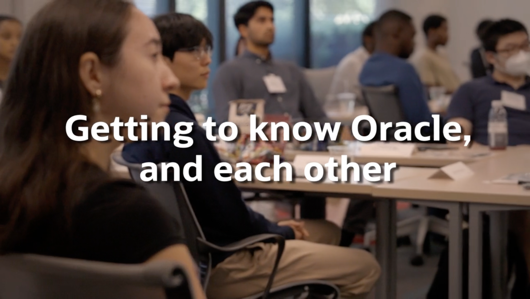 Getting to know Oracle,
and each other